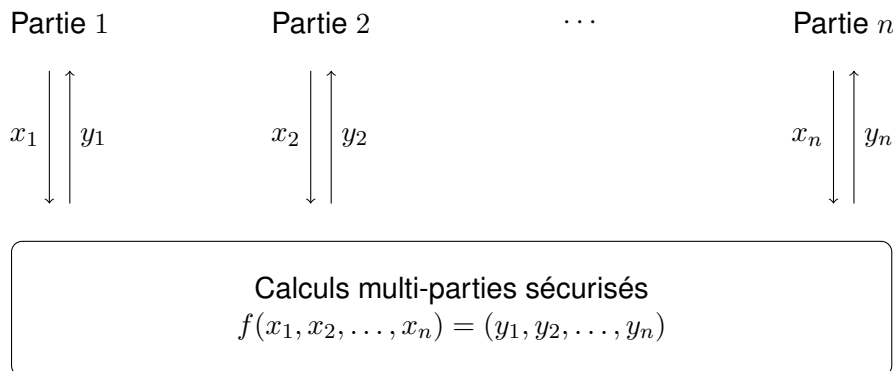 Partie 1 Partie 2 ⋯ Partie n
x₁ y₁ x₂ y₂ xₙ yₙ
Calculs multi-parties sécurisés
f(x₁, x₂, . . . , xₙ) = (y₁, y₂, . . . , yₙ)